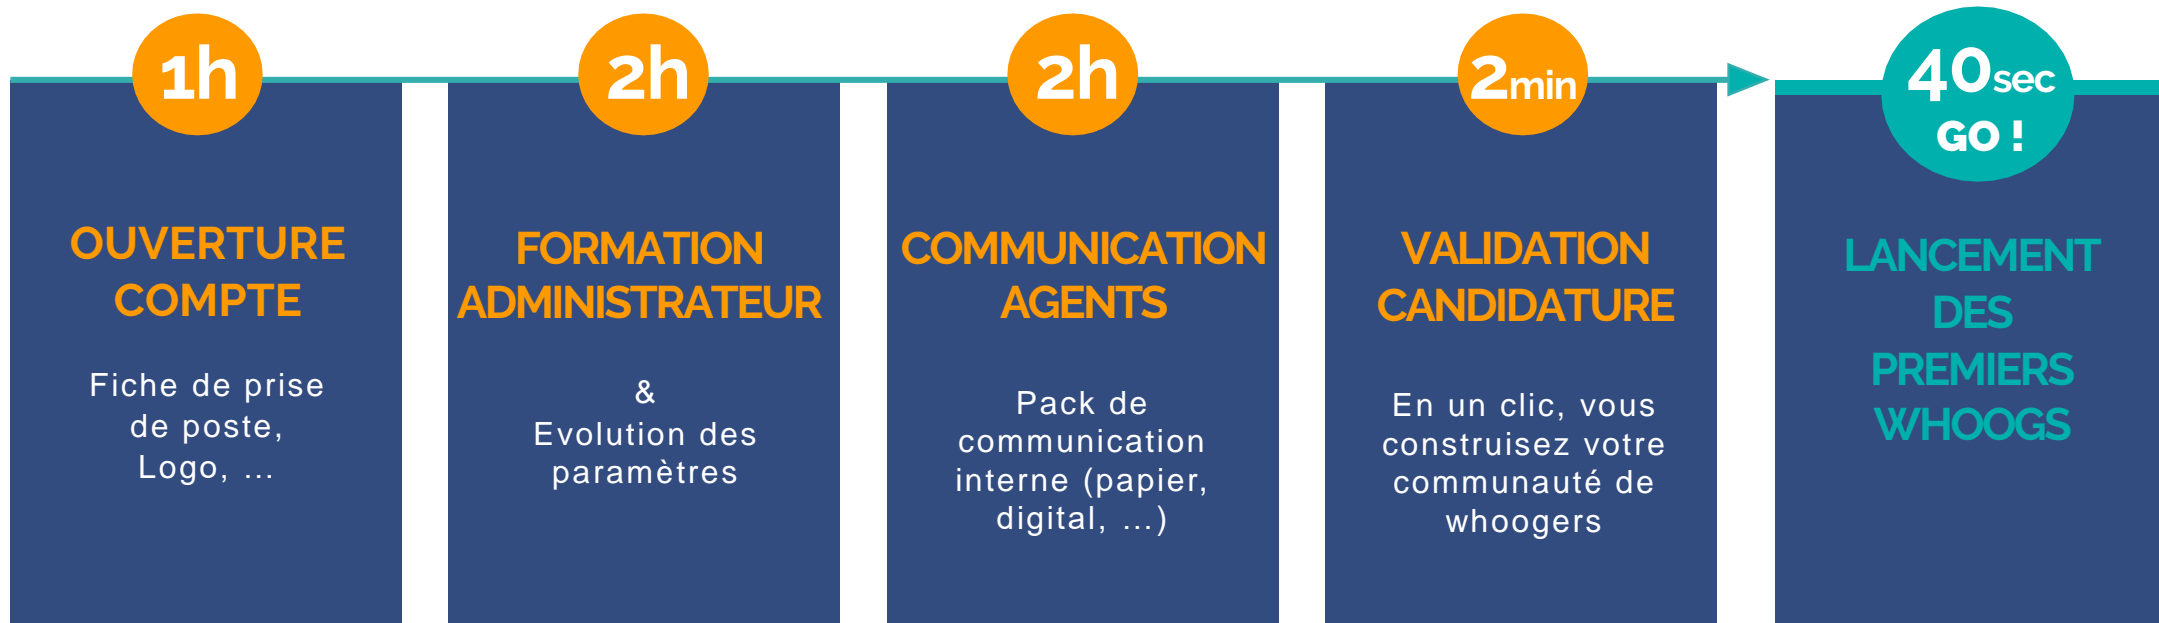 1h
OUVERTURE
COMPTE
Fiche de prise
de poste,
Logo, ...
2h
FORMATION
ADMINISTRATEUR
&
Evolution des
paramètres
2h
COMMUNICATION
AGENTS
Pack de
communication
interne (papier,
digital, ...)
2min
VALIDATION
CANDIDATURE
En un clic, vous
construisez votre
communauté de
whoogers
40sec
GO !
LANCEMENT
DES
PREMIERS
WHOOGS